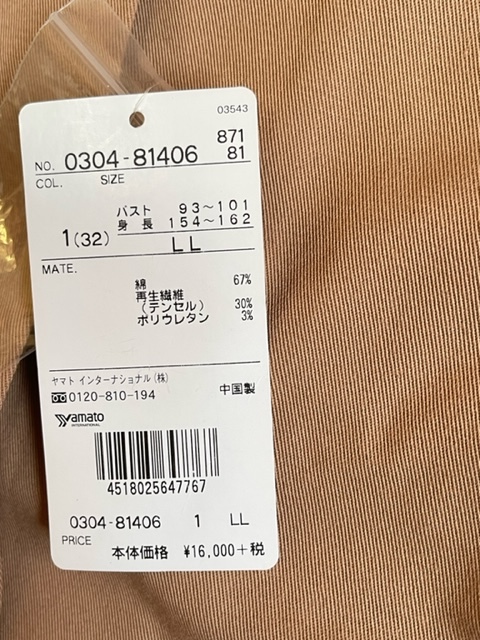 03543
871
NO. 0304-81406 81
COL. SIZE
バスト 93〜101
身長 154〜162
1(32) LL
MATE.
綿 67%
再生繊維
(テンセル) 30%
ポリウレタン 3%
ヤマト インターナショナル(株)
0120-810-194 中国製
Yamato
INTERNATIONAL
4518025647767
0304-81406 1 LL
PRICE
本体価格 ¥16,000+税